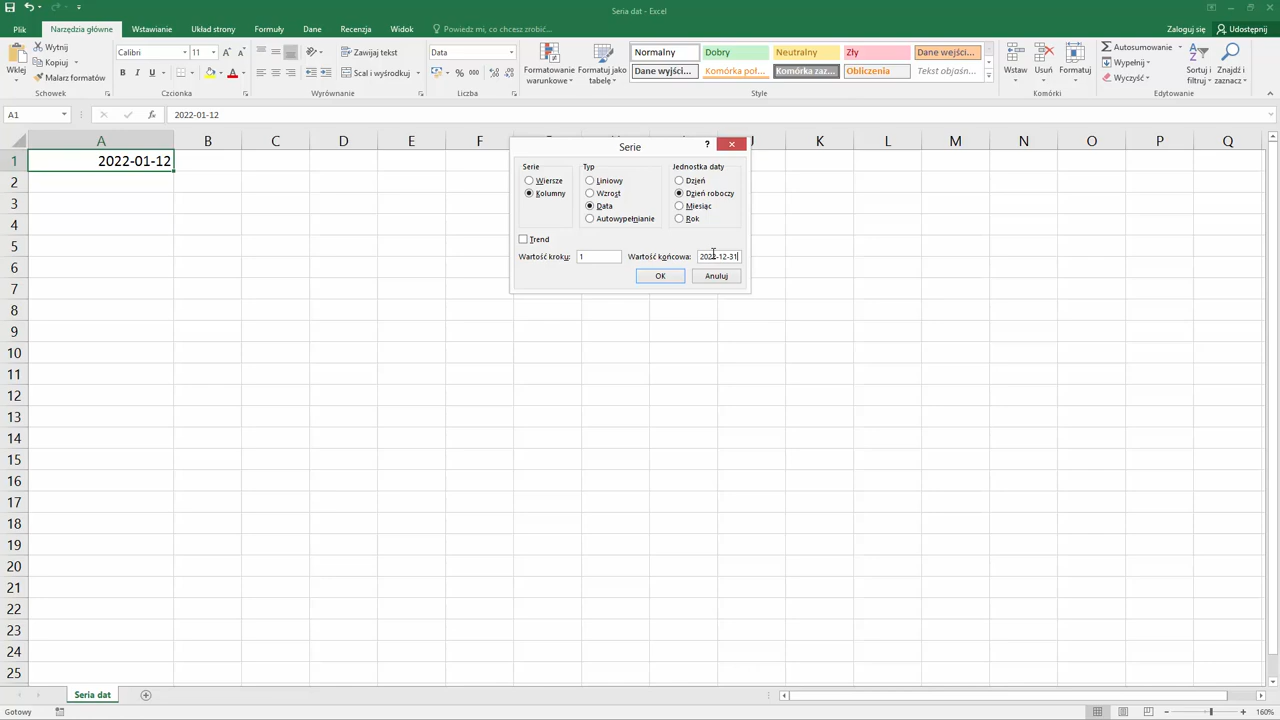 Seria dat - Excel
Plik Narzędzia główne Wstawianie Układ strony Formuły Dane Recenzja Widok Powiedz mi, co chcesz zrobić... Zaloguj się Udostępnij
Wklej
Wytnij
Kopiuj
Malarz formatów
Schowek
Calibri 11
Czcionka
Zawijaj tekst
Scal i wyśrodkuj
Wyrównanie
Data
% 000
Liczba
Formatowanie warunkowe
Formatuj jako tabelę
Normalny Dobry Neutralny Zły Dane wejści...
Dane wyjści... Komórka poł... Komórka zaz... Obliczenia Tekst objaśn...
Style
Wstaw Usuń Formatuj
Komórki
Autosumowanie
Wypełnij
Wyczyść
Sortuj i filtruj
Znajdź i zaznacz
Edytowanie
A1 fx 2022-01-12
A B C D E F J K L M N O P Q
1 2022-01-12
2
3
4
5
6
7
8
9
10
11
12
13
14
15
16
17
18
19
20
21
22
23
24
25
Serie ?
Serie Typ Jednostka daty
Wiersze Liniowy Dzień
Kolumny Wzrost Dzień roboczy
Data Miesiąc
Autowypełnianie Rok
Trend
Wartość kroku: 1 Wartość końcowa: 2022-12-31
OK Anuluj
Seria dat
Gotowy 160%